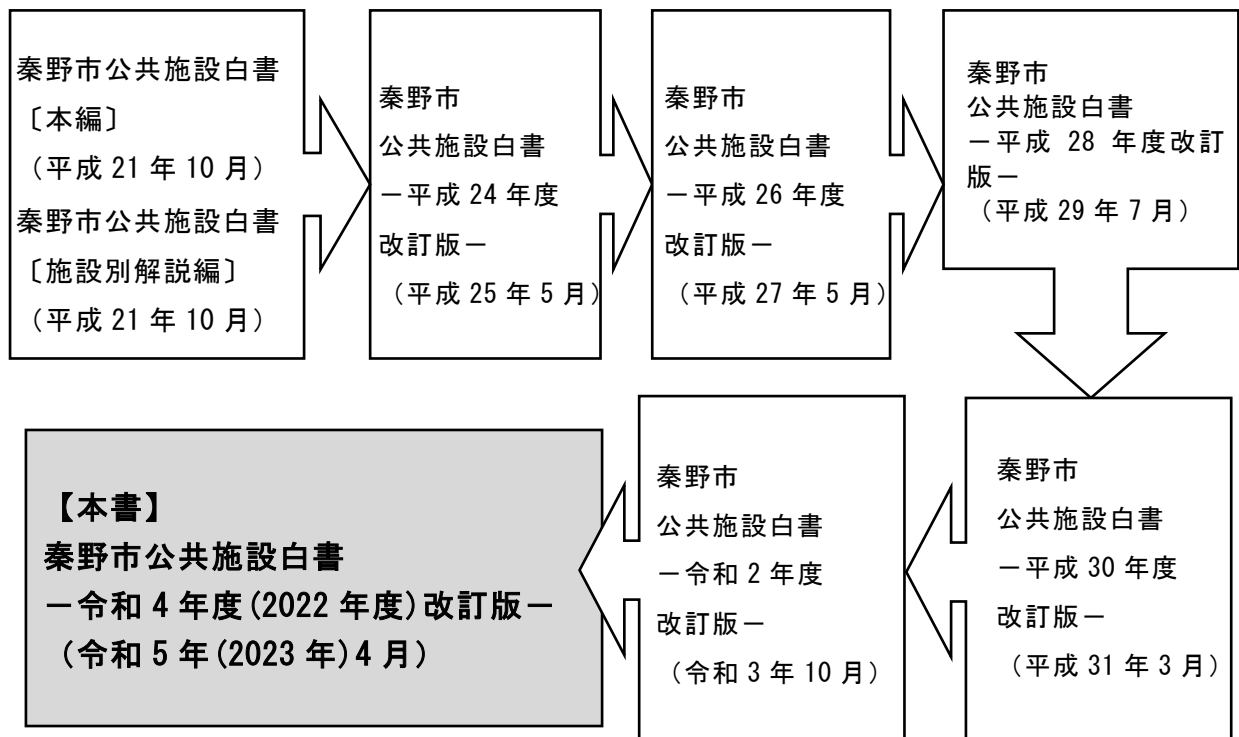 秦野市公共施設白書
〔本編〕
（平成 21 年 10 月）
秦野市公共施設白書
〔施設別解説編〕
（平成 21 年 10 月）
秦野市
公共施設白書
－平成 24 年度
改訂版－
（平成 25 年 5 月）
秦野市
公共施設白書
－平成 26 年度
改訂版－
（平成 27 年 5 月）
秦野市
公共施設白書
－平成 28 年度改訂
版－
（平成 29 年 7 月）
秦野市
公共施設白書
－平成 30 年度
改訂版－
（平成 31 年 3 月）
秦野市
公共施設白書
－令和 2 年度
改訂版－
（令和 3 年 10 月）
【本書】
秦野市公共施設白書
－令和 4 年度(2022 年度)改訂版－
（令和 5 年(2023 年)4 月）